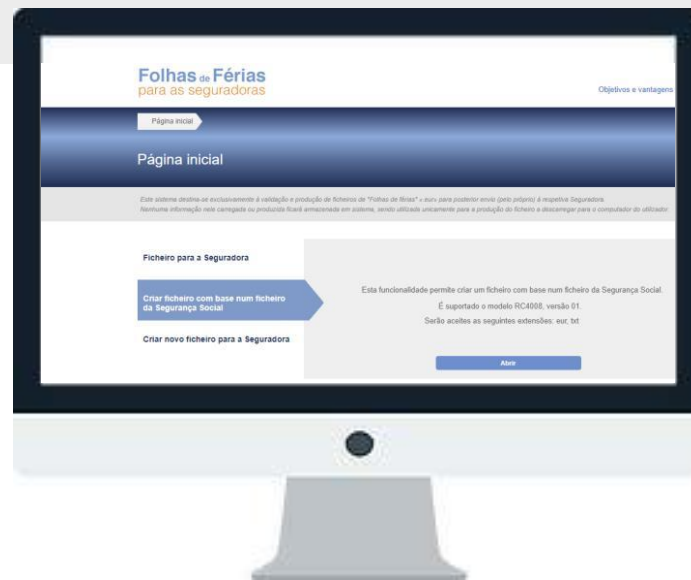 Folhas de Férias
para as seguradoras
Objetivos e vantagens
Página inicial
Página inicial
Este sistema destina-se exclusivamente à validação e produção de ficheiros de "Folhas de férias" para posterior envio (pelo próprio) à respetiva Seguradora.
Nenhuma informação nele carregada ou produzida ficará armazenada em sistema, sendo utilizada unicamente para a produção do ficheiro a descarregar para o computador do utilizador.
Ficheiro para a Seguradora
Criar ficheiro com base num ficheiro
da Segurança Social
Criar novo ficheiro para a Seguradora
Esta funcionalidade permite criar um ficheiro com base num ficheiro da Segurança Social.
É suportado o modelo RC4008, versão 01.
Serão aceites as seguintes extensões: eur, txt
Abrir